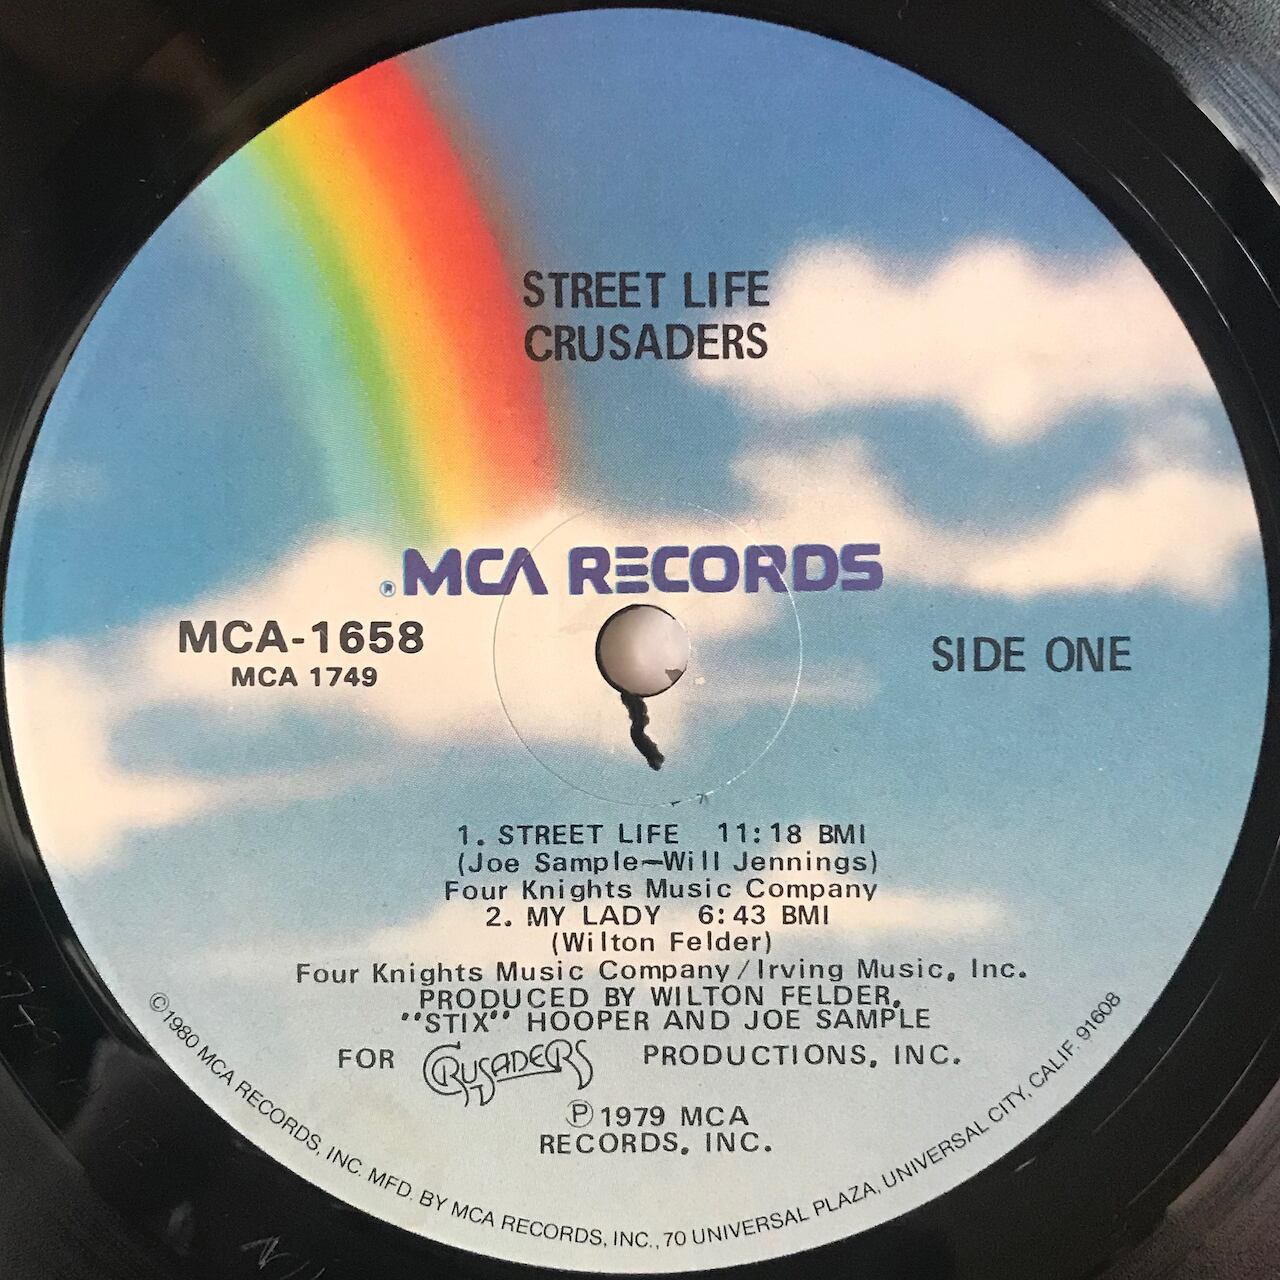 STREET LIFE
CRUSADERS
® MCA RECORDS
MCA-1658
MCA 1749
SIDE ONE
1. STREET LIFE 11:18 BMI
(Joe Sample—Will Jennings)
Four Knights Music Company
2. MY LADY 6:43 BMI
(Wilton Felder)
Four Knights Music Company/Irving Music, Inc.
PRODUCED BY WILTON FELDER,
"STIX" HOOPER AND JOE SAMPLE
FOR CRUSADERS PRODUCTIONS, INC.
℗ 1979 MCA
RECORDS, INC.
©1980 MCA RECORDS, INC. MFD. BY MCA RECORDS, INC., 70 UNIVERSAL PLAZA, UNIVERSAL CITY, CALIF. 91608